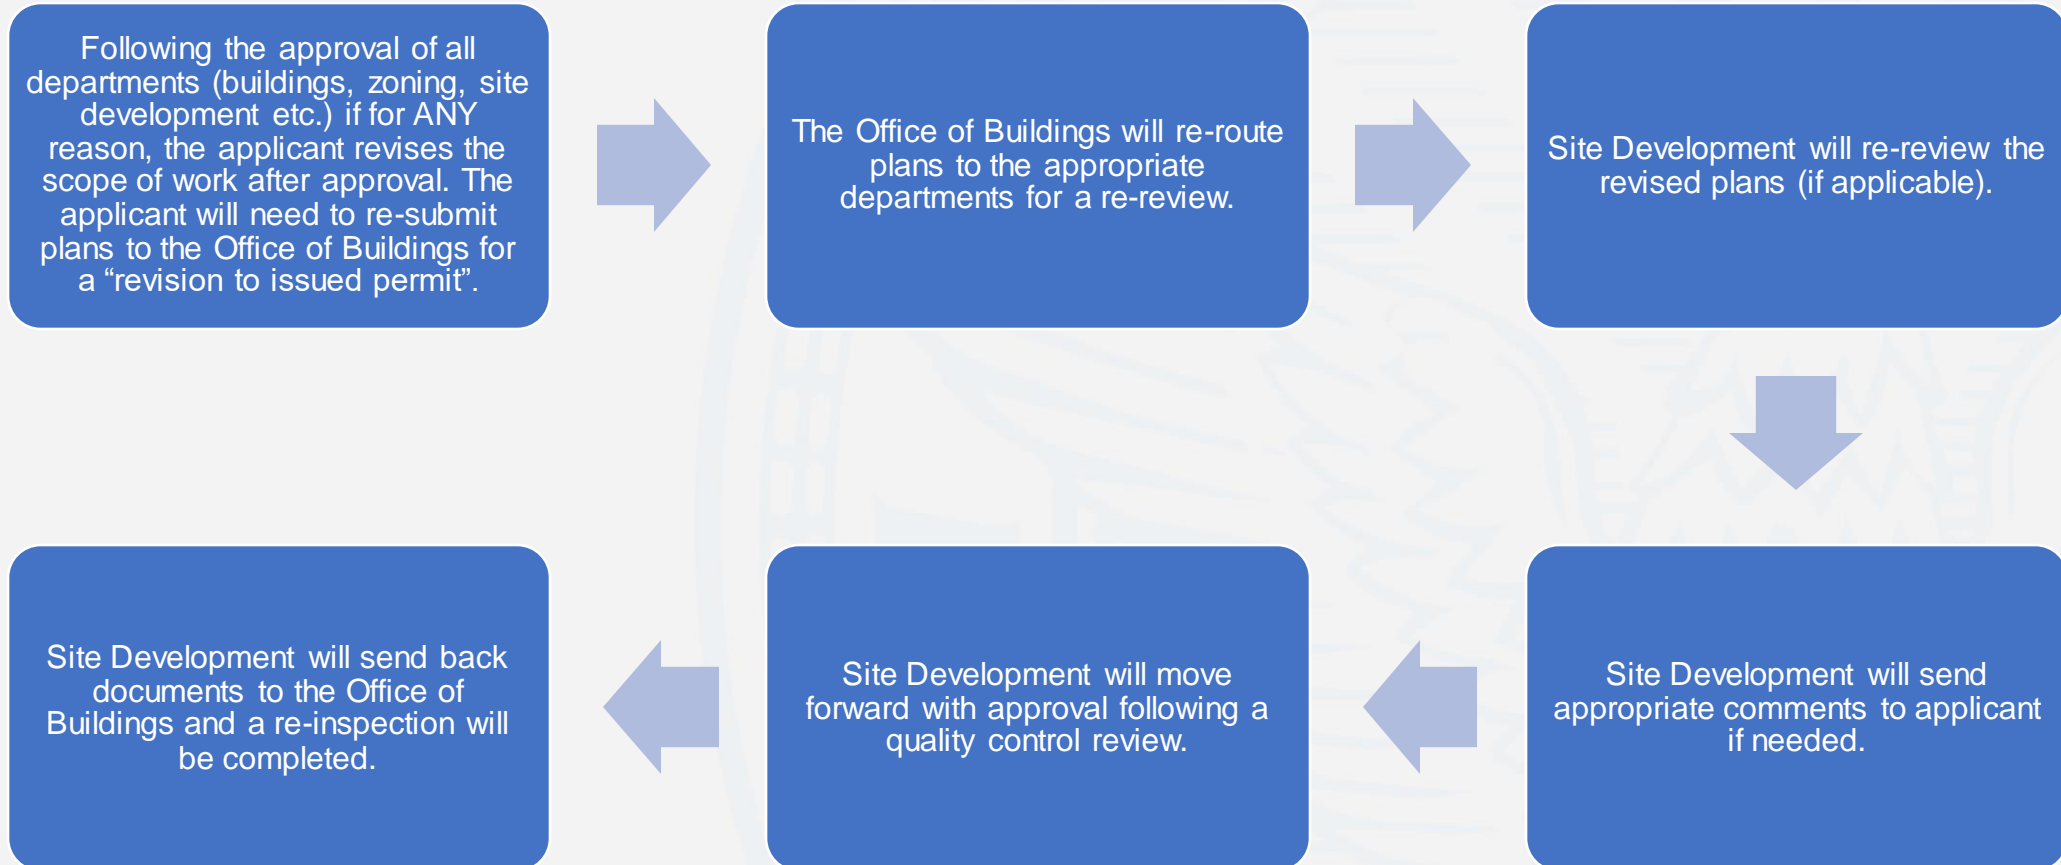 Following the approval of all
departments (buildings, zoning, site
development etc.) if for ANY
reason, the applicant revises the
scope of work after approval. The
applicant will need to re-submit
plans to the Office of Buildings for
a “revision to issued permit”.
The Office of Buildings will re-route
plans to the appropriate
departments for a re-review.
Site Development will re-review the
revised plans (if applicable).
Site Development will send
appropriate comments to applicant
if needed.
Site Development will move
forward with approval following a
quality control review.
Site Development will send back
documents to the Office of
Buildings and a re-inspection will
be completed.